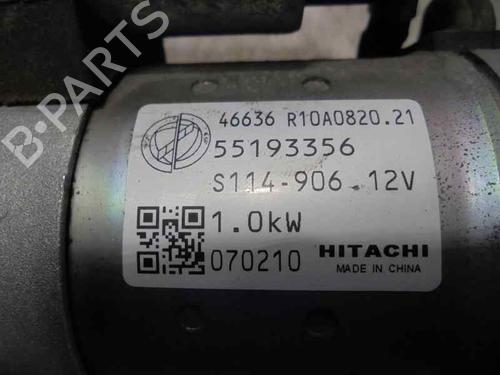 B-PARTS
46636 R10A0820.21
55193356
S114-906 12V
1.0kW
070210 HITACHI
MADE IN CHINA